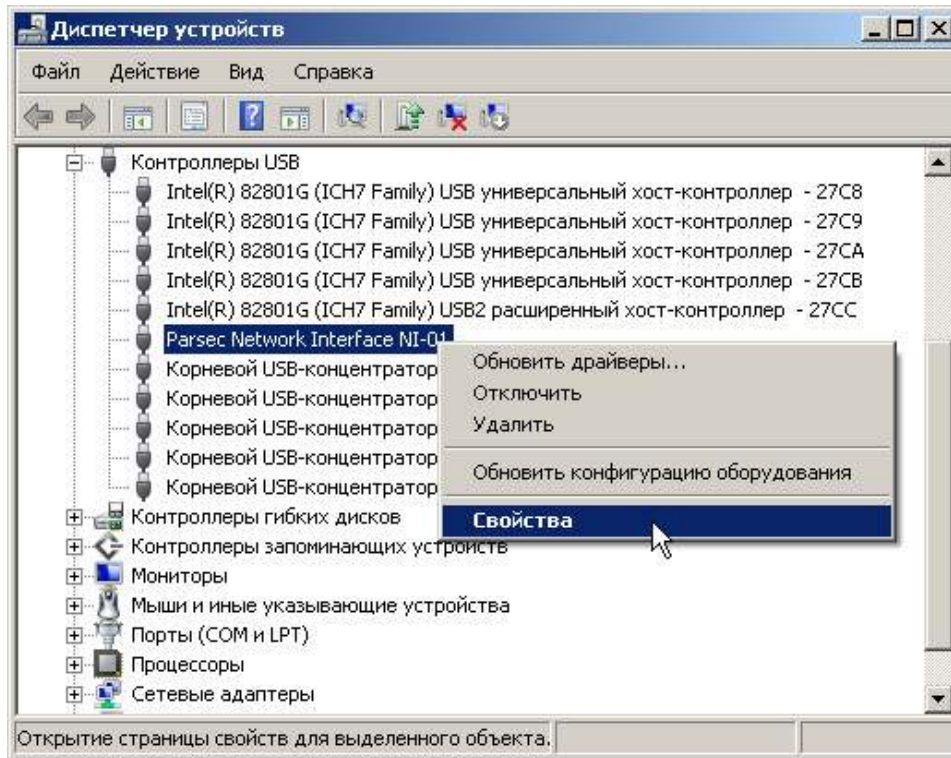 Диспетчер устройств
Файл Действие Вид Справка
Контроллеры USB
Intel(R) 82801G (ICH7 Family) USB универсальный хост-контроллер - 27C8
Intel(R) 82801G (ICH7 Family) USB универсальный хост-контроллер - 27C9
Intel(R) 82801G (ICH7 Family) USB универсальный хост-контроллер - 27CA
Intel(R) 82801G (ICH7 Family) USB универсальный хост-контроллер - 27CB
Intel(R) 82801G (ICH7 Family) USB2 расширенный хост-контроллер - 27CC
Parsec Network Interface NI-01
Корневой USB-концентратор
Корневой USB-концентратор
Корневой USB-концентратор
Корневой USB-концентратор
Корневой USB-концентратор
Обновить драйверы...
Отключить
Удалить
Обновить конфигурацию оборудования
Свойства
Контроллеры гибких дисков
Контроллеры запоминающих устройств
Мониторы
Мыши и иные указывающие устройства
Порты (COM и LPT)
Процессоры
Сетевые адаптеры
Открытие страницы свойств для выделенного объекта.